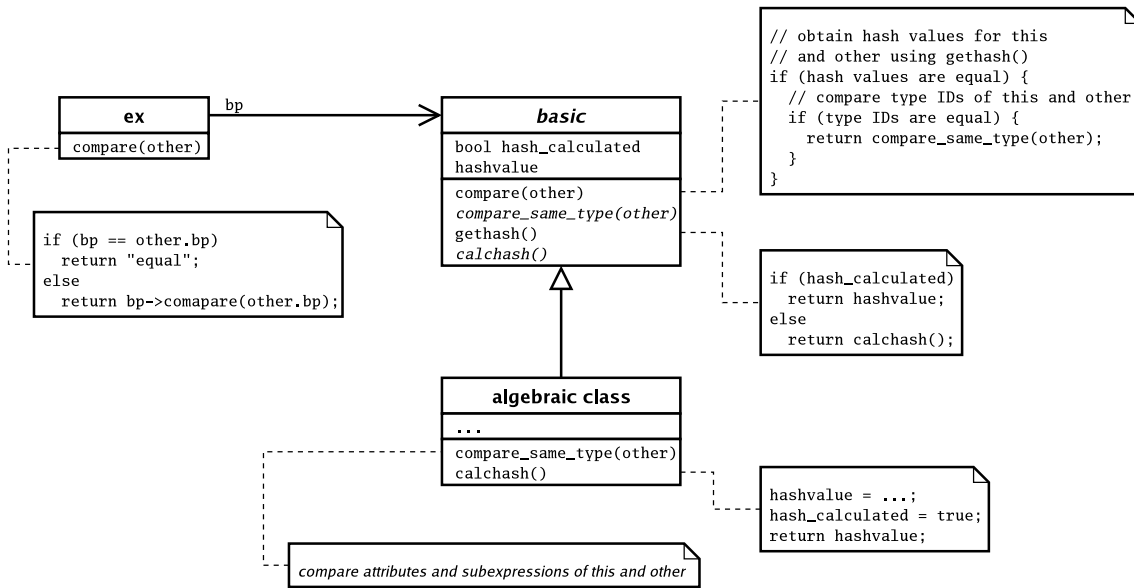 ex
compare(other)
bp
basic
bool hash_calculated
hashvalue
compare(other)
compare_same_type(other)
gethash()
calchash()
// obtain hash values for this
// and other using gethash()
if (hash values are equal) {
  // compare type IDs of this and other
  if (type IDs are equal) {
    return compare_same_type(other);
  }
}
if (bp == other.bp)
  return "equal";
else
  return bp->comapare(other.bp);
if (hash_calculated)
  return hashvalue;
else
  return calchash();
algebraic class
...
compare_same_type(other)
calchash()
hashvalue = ...;
hash_calculated = true;
return hashvalue;
compare attributes and subexpressions of this and other